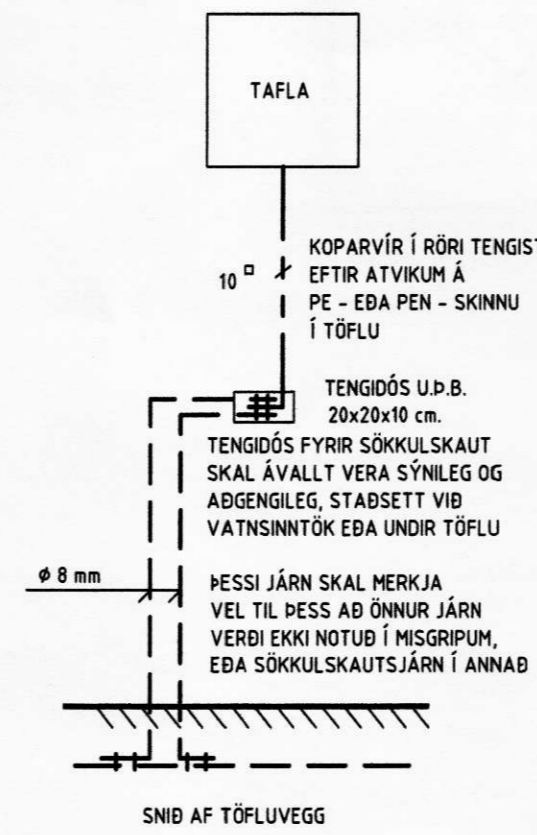 TAFLA
10 □
KOPARVÍR Í RÖRI TENGIST
EFTIR ATVIKUM Á
PE - EÐA PEN - SKINNU
Í TÖFLU
TENGIDÓS U.Þ.B.
20x20x10 cm.
TENGIDÓS FYRIR SÖKKULSKAUT
SKAL ÁVALLT VERA SÝNILEG OG
AÐGENGILEG, STAÐSETT VIÐ
VATNSINNTÖK EÐA UNDIR TÖFLU
ø 8 mm
ÞESSI JÁRN SKAL MERKJA
VEL TIL ÞESS AÐ ÖNNUR JÁRN
VERÐI EKKI NOTUÐ Í MISGRIPUM,
EÐA SÖKKULSKAUTSJÁRN Í ANNAÐ
SNIÐ AF TÖFLUVEGG